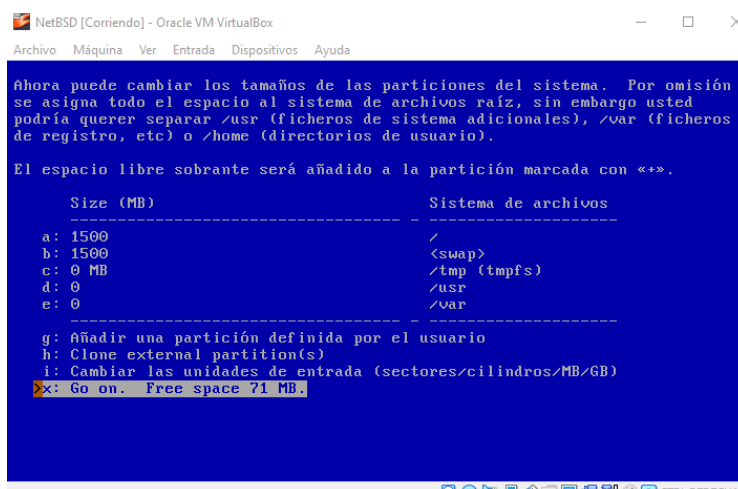 NetBSD [Corriendo] - Oracle VM VirtualBox
Archivo Máquina Ver Entrada Dispositivos Ayuda
Ahora puede cambiar los tamaños de las particiones del sistema. Por omisión
se asigna todo el espacio al sistema de archivos raíz, sin embargo usted
podría querer separar /usr (ficheros de sistema adicionales), /var (ficheros
de registro, etc) o /home (directorios de usuario).
El espacio libre sobrante será añadido a la partición marcada con «+».
Size (MB) Sistema de archivos
---------------------------------- - --------------------
a: 1500 /
b: 1500 <swap>
c: 0 MB /tmp (tmpfs)
d: 0 /usr
e: 0 /var
---------------------------------- - --------------------
g: Añadir una partición definida por el usuario
h: Clone external partition(s)
i: Cambiar las unidades de entrada (sectores/cilindros/MB/GB)
>x: Go on. Free space 71 MB.